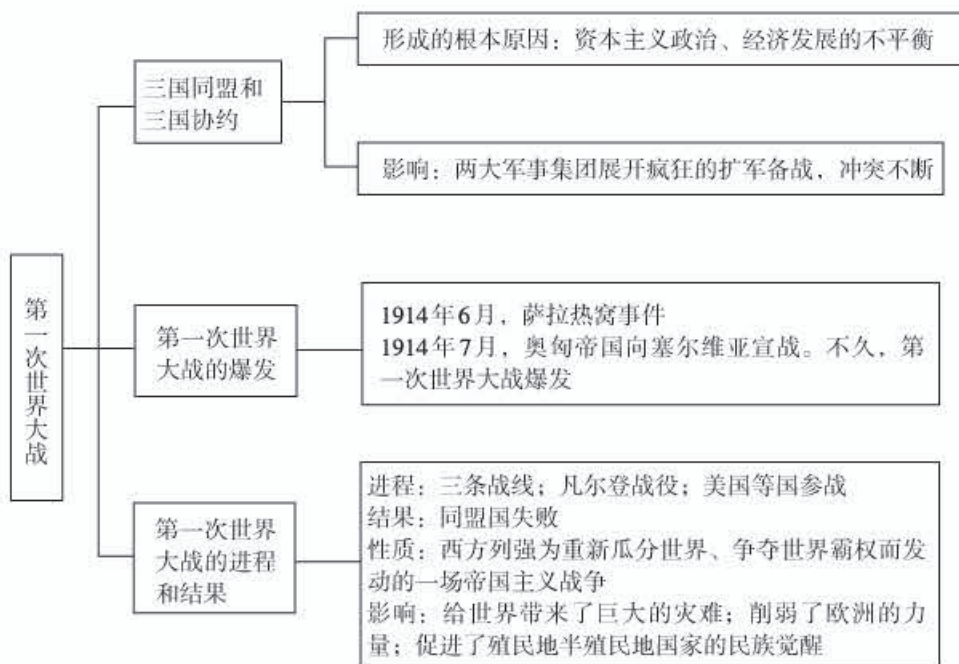 第一次世界大战
三国同盟和
三国协约
形成的根本原因：资本主义政治、经济发展的不平衡
影响：两大军事集团展开疯狂的扩军备战，冲突不断
第一次世界
大战的爆发
1914年6月，萨拉热窝事件
1914年7月，奥匈帝国向塞尔维亚宣战。不久，第
一次世界大战爆发
第一次世界
大战的进程
和结果
进程：三条战线；凡尔登战役；美国等国参战
结果：同盟国失败
性质：西方列强为重新瓜分世界、争夺世界霸权而发
动的一场帝国主义战争
影响：给世界带来了巨大的灾难；削弱了欧洲的力
量；促进了殖民地半殖民地国家的民族觉醒